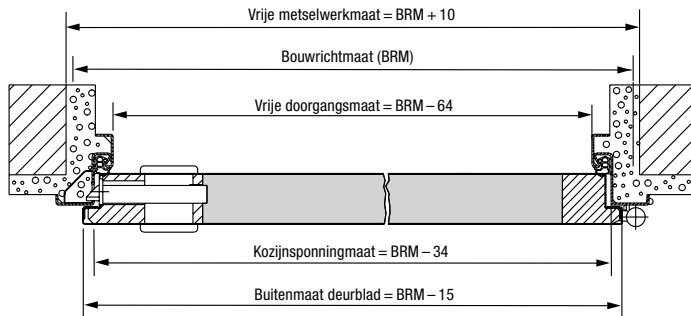 Vrije metselwerkmaat = BRM + 10
Bouwrichtmaat (BRM)
Vrije doorgangsmaat = BRM – 64
Kozijnsponningmaat = BRM – 34
Buitenmaat deurblad = BRM – 15